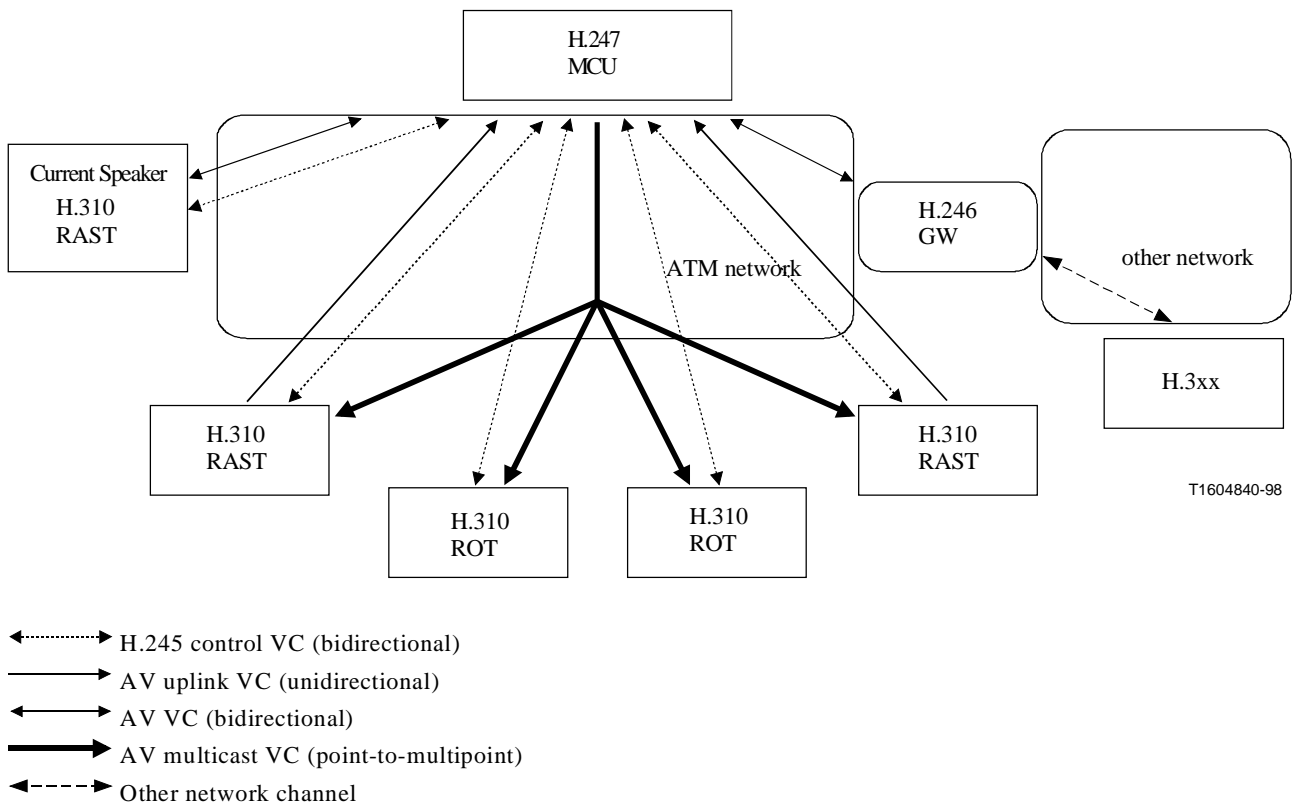 H.247
MCU
Current Speaker
H.310
RAST
H.246
GW
ATM network
other network
H.3xx
H.310
RAST
H.310
RAST
H.310
ROT
H.310
ROT
T1604840-98
H.245 control VC (bidirectional)
AV uplink VC (unidirectional)
AV VC (bidirectional)
AV multicast VC (point-to-multipoint)
Other network channel